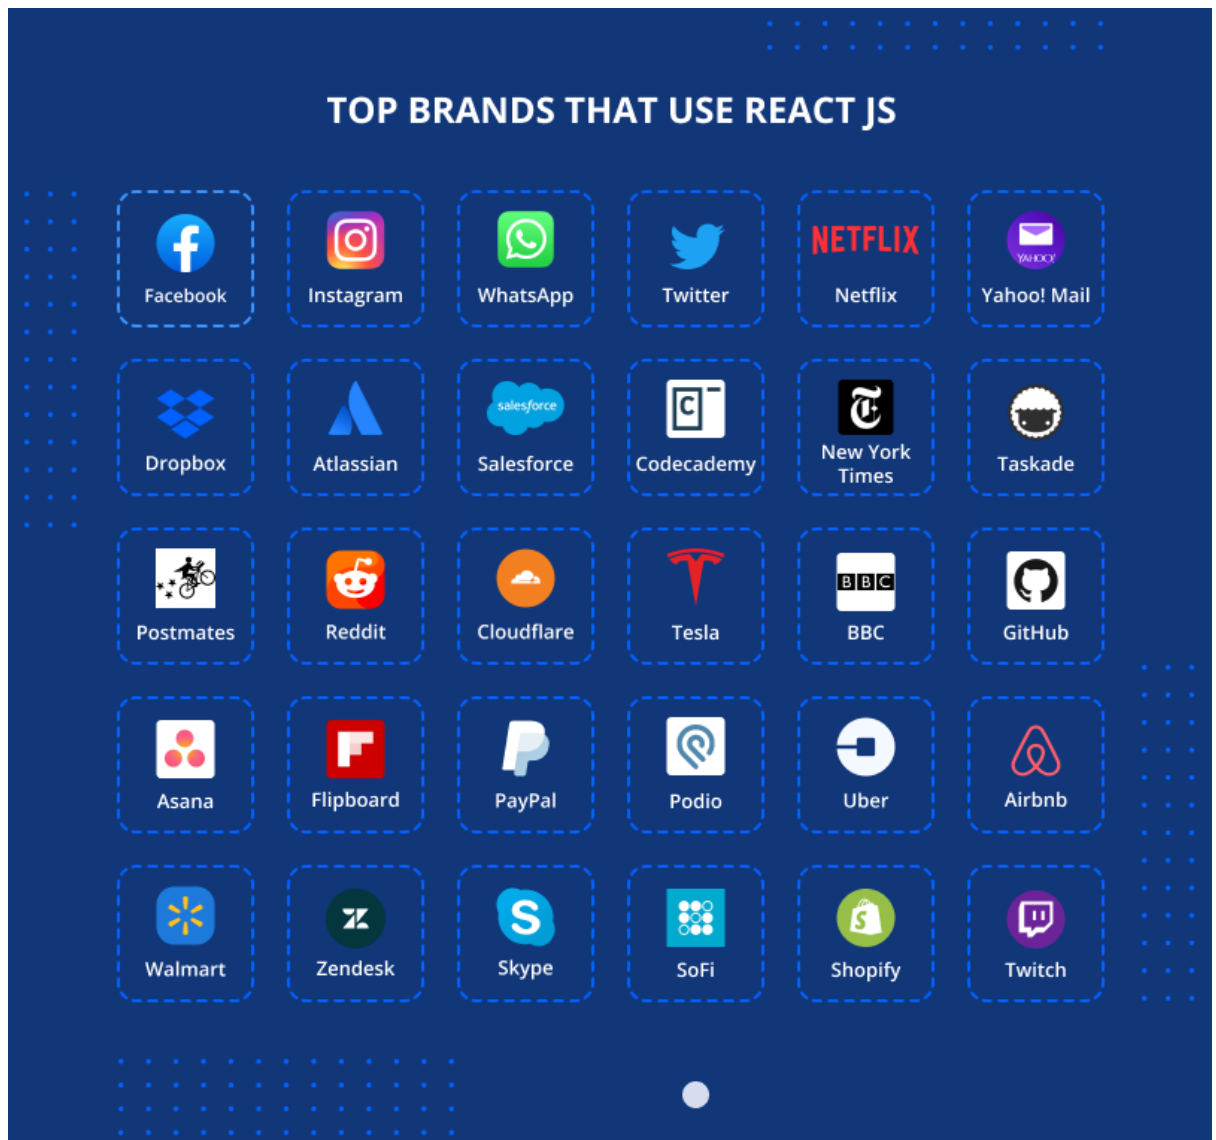 TOP BRANDS THAT USE REACT JS
Facebook
Instagram
WhatsApp
Twitter
NETFLIX
Netflix
YAHOO!
Yahoo! Mail
Dropbox
Atlassian
salesforce
Salesforce
C
Codecademy
T
New York
Times
Taskade
Postmates
Reddit
Cloudflare
Tesla
BBC
BBC
GitHub
Asana
Flipboard
PayPal
Podio
Uber
Airbnb
Walmart
Zendesk
S
Skype
SoFi
S
Shopify
Twitch